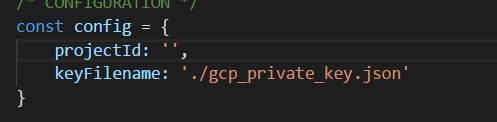 /* CONFIGURATION */
const config = {
    projectId: '',
    keyFilename: './gcp_private_key.json'
}